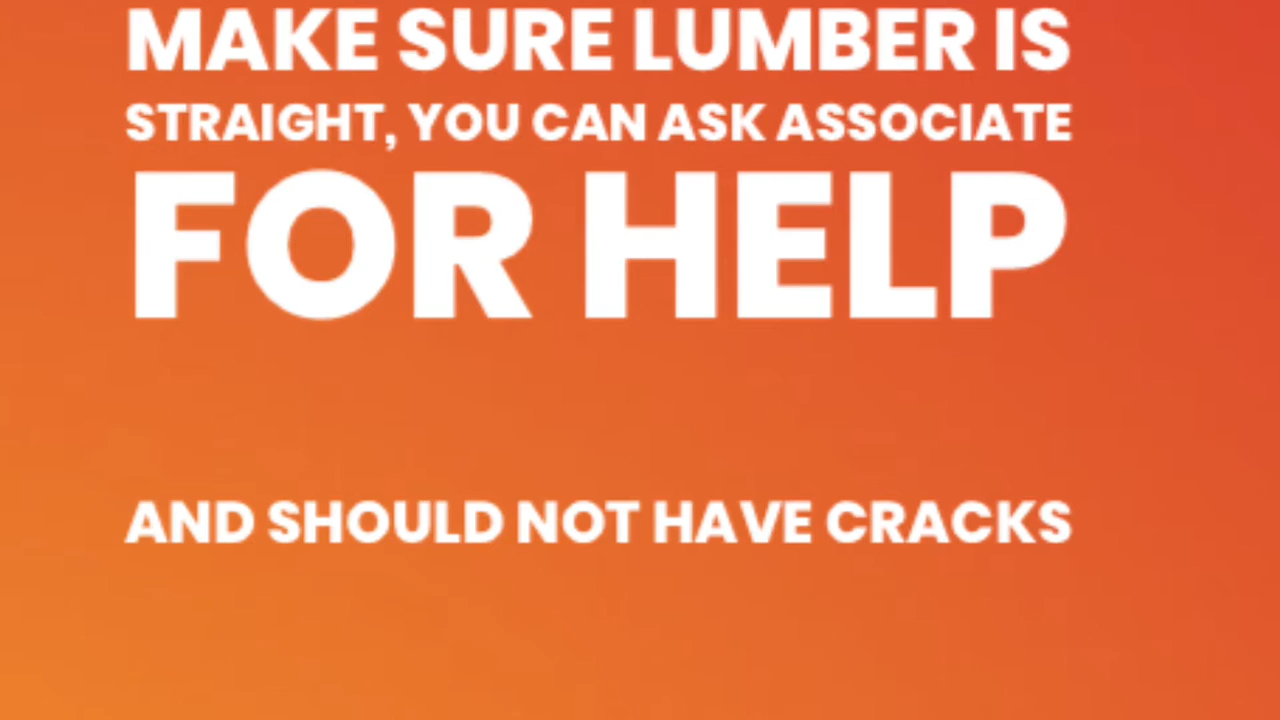 MAKE SURE LUMBER IS
STRAIGHT, YOU CAN ASK ASSOCIATE
FOR HELP
AND SHOULD NOT HAVE CRACKS